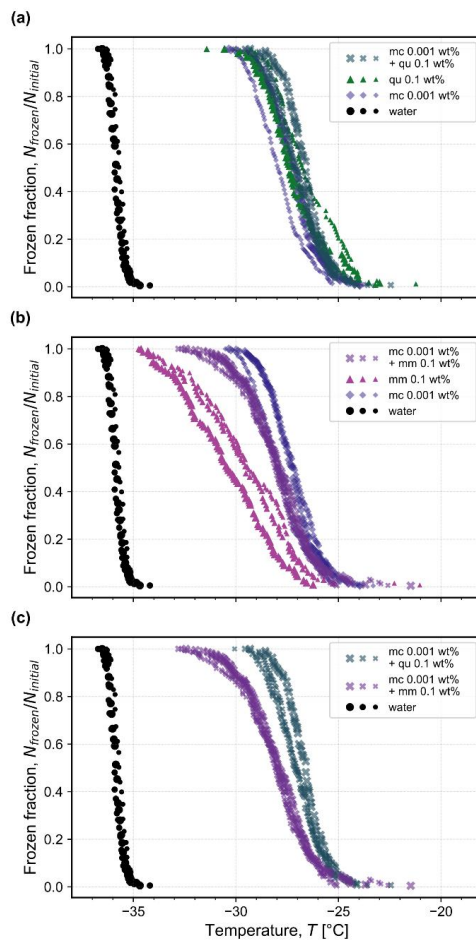 (a)
1.0
0.8
0.6
0.4
0.2
0.0
Frozen fraction, N_frozen/N_initial
mc 0.001 wt%
+ qu 0.1 wt%
qu 0.1 wt%
mc 0.001 wt%
water
(b)
1.0
0.8
0.6
0.4
0.2
0.0
Frozen fraction, N_frozen/N_initial
mc 0.001 wt%
+ mm 0.1 wt%
mm 0.1 wt%
mc 0.001 wt%
water
(c)
1.0
0.8
0.6
0.4
0.2
0.0
Frozen fraction, N_frozen/N_initial
mc 0.001 wt%
+ qu 0.1 wt%
mc 0.001 wt%
+ mm 0.1 wt%
water
−35 −30 −25 −20
Temperature, T [°C]